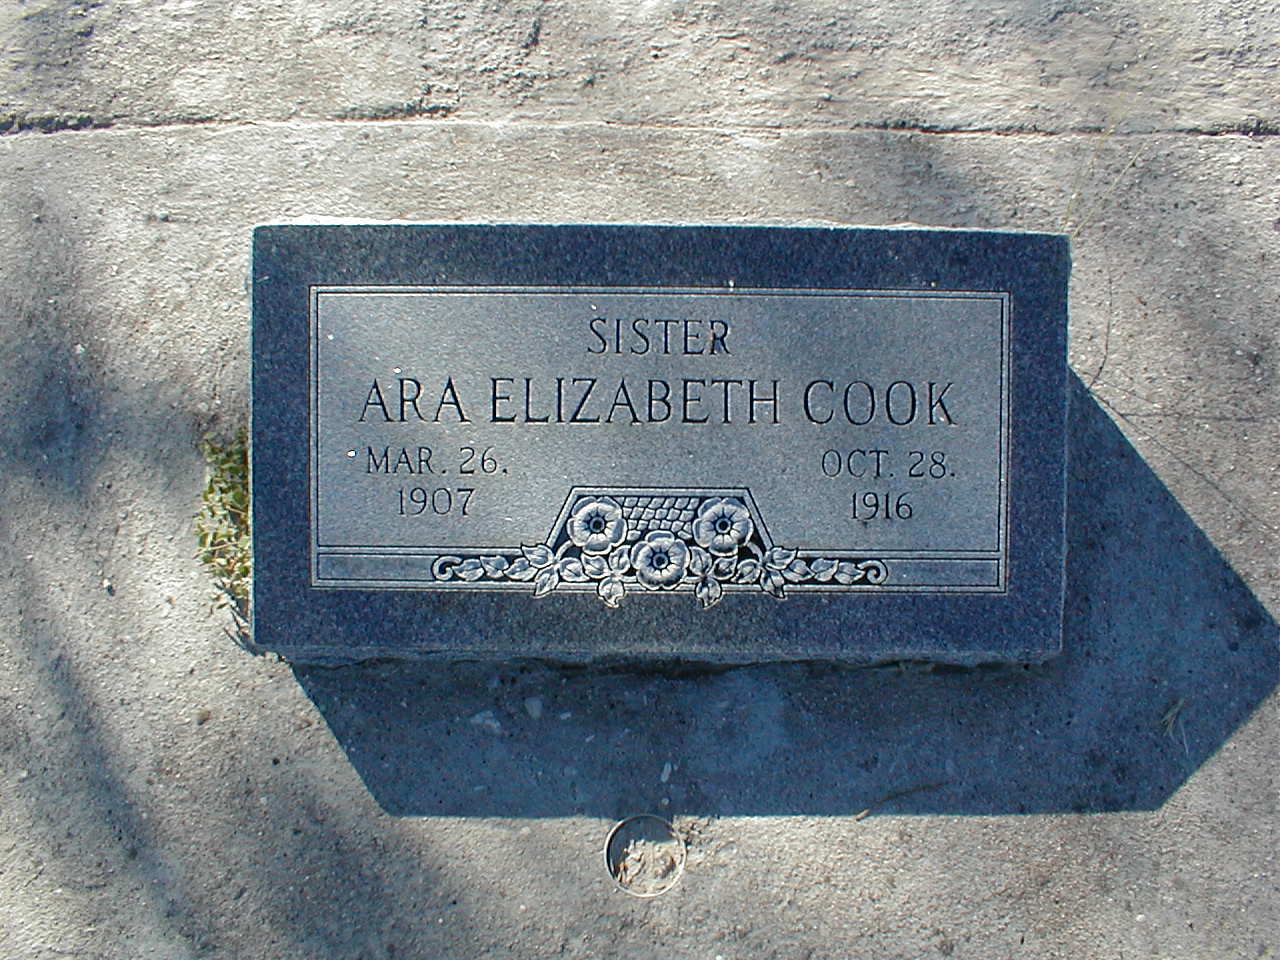 SISTER
ARA ELIZABETH COOK
MAR. 26, OCT. 28.
1907 1916